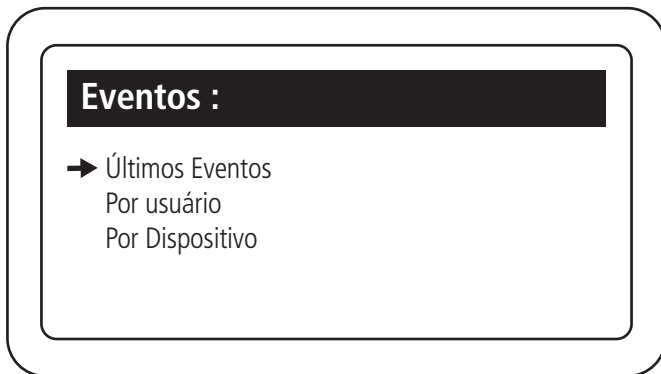 Eventos :
Últimos Eventos
Por usuário
Por Dispositivo